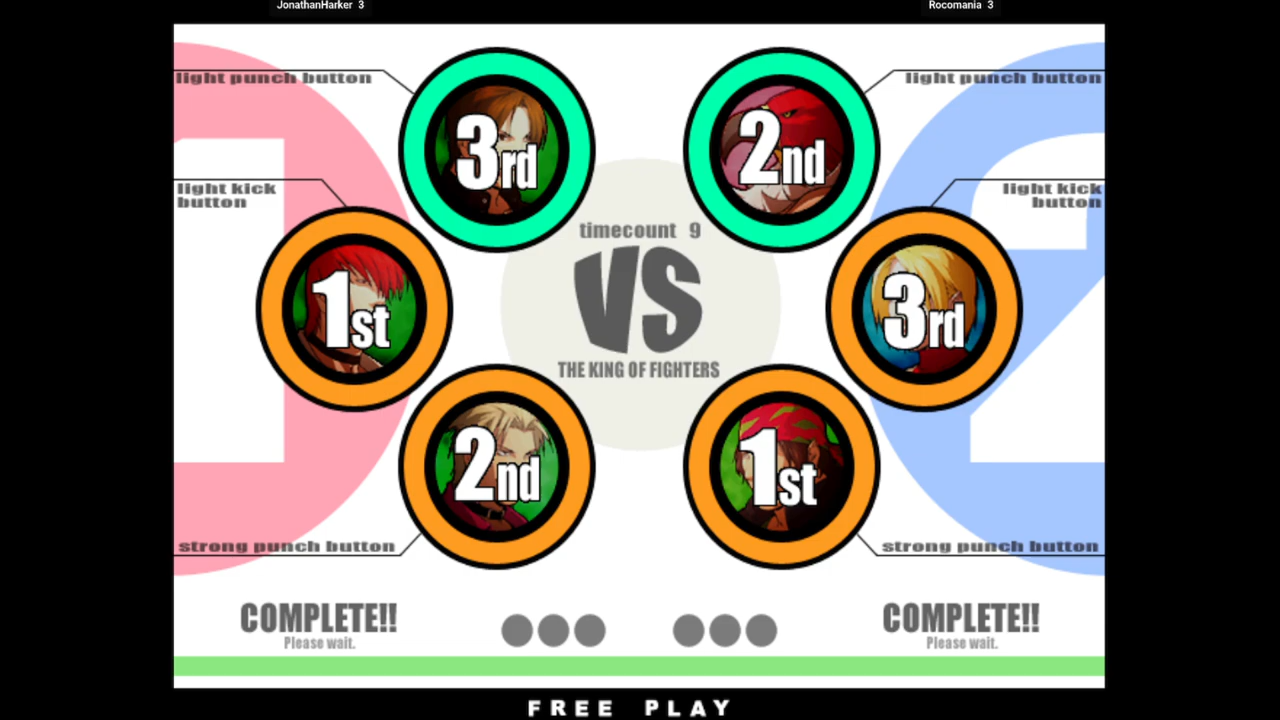 JonathanHarker 3
Rocomania 3
light punch button
light punch button
3rd
2nd
light kick
button
light kick
button
timecount 9
VS
THE KING OF FIGHTERS
1st
3rd
2nd
1st
strong punch button
strong punch button
COMPLETE!!
Please wait.
COMPLETE!!
Please wait.
1
2
FREE PLAY